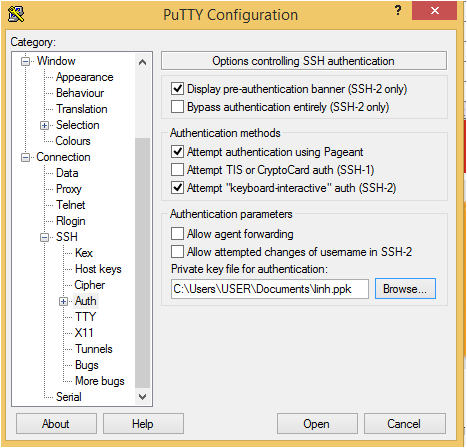 PuTTY Configuration
?
Category:
Window
Appearance
Behaviour
Translation
Selection
Colours
Connection
Data
Proxy
Telnet
Rlogin
SSH
Kex
Host keys
Cipher
Auth
TTY
X11
Tunnels
Bugs
More bugs
Serial
Options controlling SSH authentication
Display pre-authentication banner (SSH-2 only)
Bypass authentication entirely (SSH-2 only)
Authentication methods
Attempt authentication using Pageant
Attempt TIS or CryptoCard auth (SSH-1)
Attempt "keyboard-interactive" auth (SSH-2)
Authentication parameters
Allow agent forwarding
Allow attempted changes of username in SSH-2
Private key file for authentication:
C:\Users\USER\Documents\linh.ppk Browse...
About Help Open Cancel